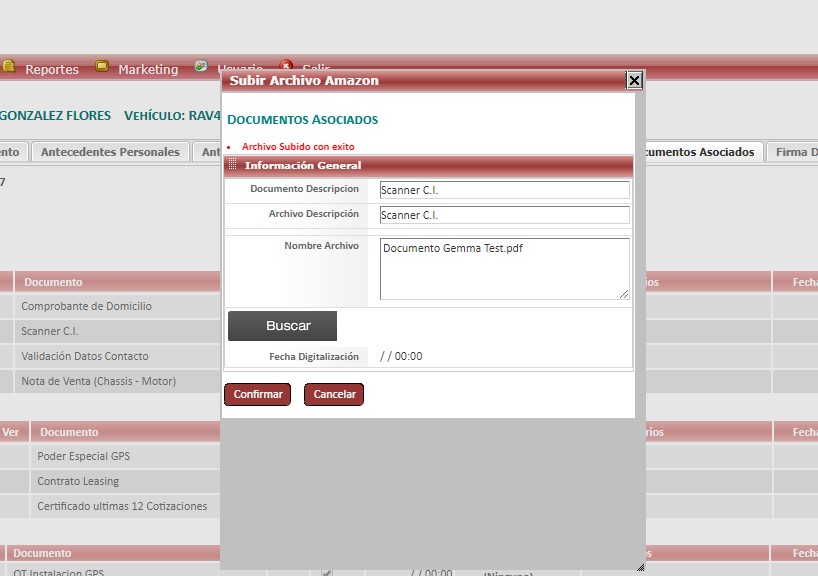 Reportes Marketing Usuario Salir
Subir Archivo Amazon
GONZALEZ FLORES VEHÍCULO: RAV4
DOCUMENTOS ASOCIADOS
Archivo Subido con exito
nto Antecedentes Personales Ant cumentos Asociados Firma D
Información General
7
Documento Descripcion Scanner C.I.
Archivo Descripción Scanner C.I.
Nombre Archivo Documento Gemma Test.pdf
Documento ios Fecha
Comprobante de Domicilio
Scanner C.I.
Buscar
Validación Datos Contacto
Fecha Digitalización / / 00:00
Nota de Venta (Chassis - Motor)
Confirmar Cancelar
Ver Documento rios Fecha
Poder Especial GPS
Contrato Leasing
Certificado ultimas 12 Cotizaciones
Documento s Fecha
OT Instalacion GPS / / 00:00 (Ninguno)